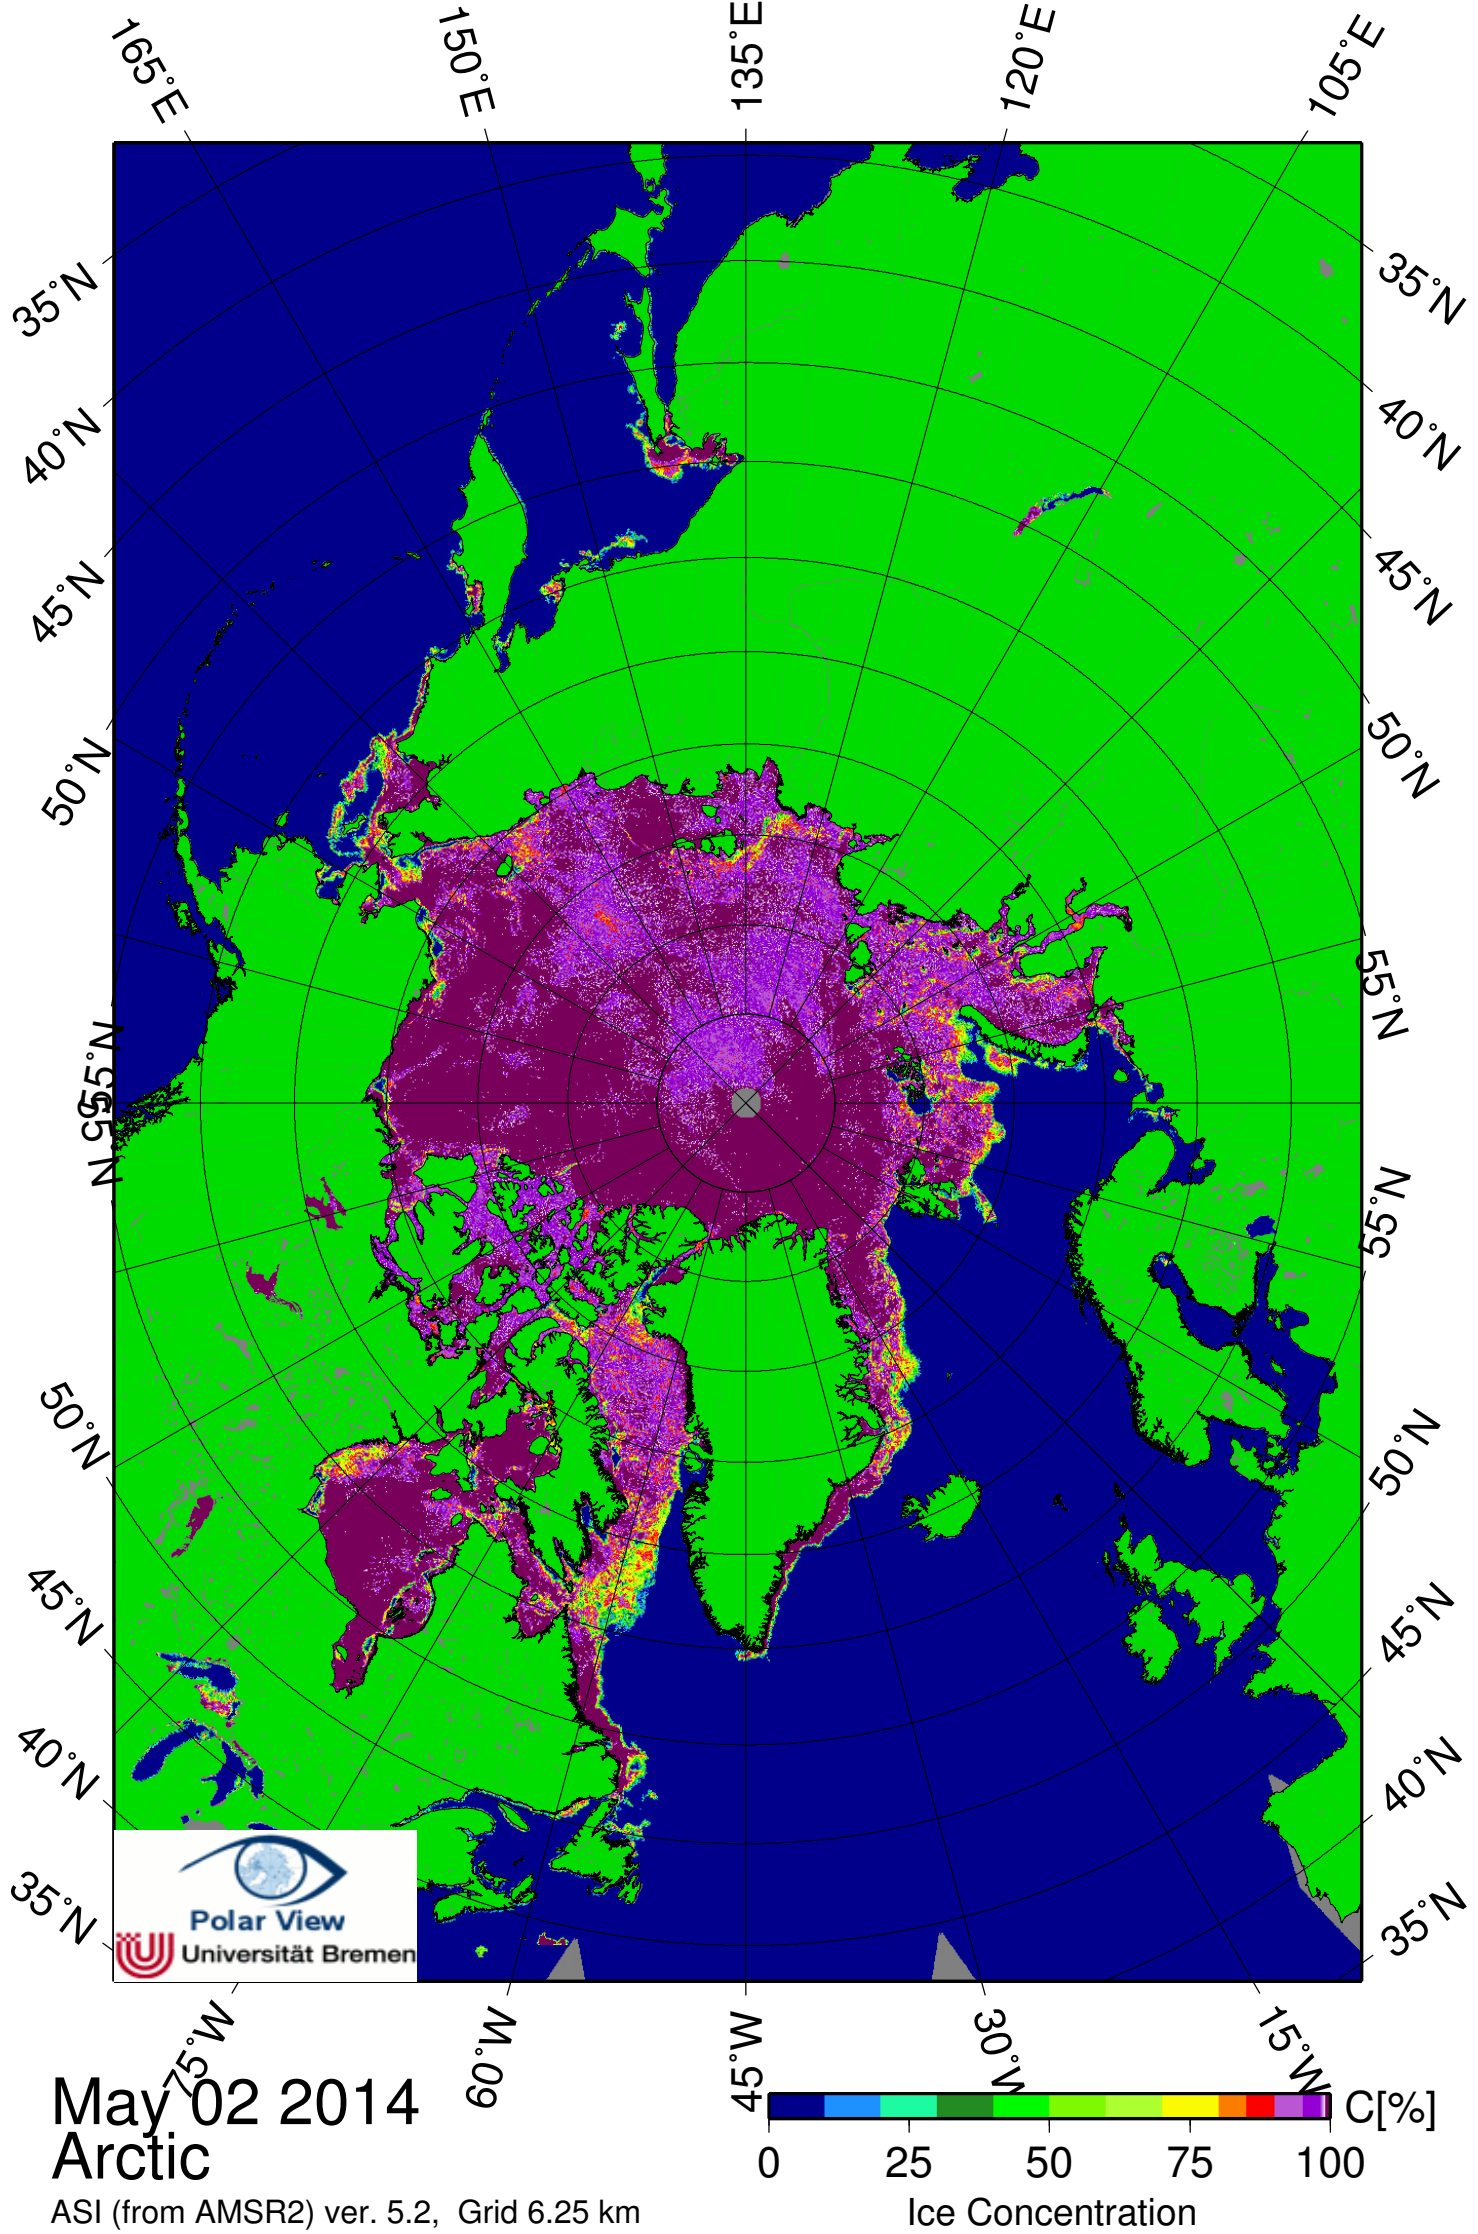 165°E 150°E 135°E 120°E 105°E
35°N 35°N
40°N 40°N
45°N 45°N
50°N 50°N
55°N 55°N
55°N 55°N
50°N 50°N
45°N 45°N
40°N 40°N
35°N 35°N
Polar View
Universität Bremen
75°W 60°W 45°W 30°W 15°W
May 02 2014
Arctic
ASI (from AMSR2) ver. 5.2, Grid 6.25 km
C[%]
0 25 50 75 100
Ice Concentration